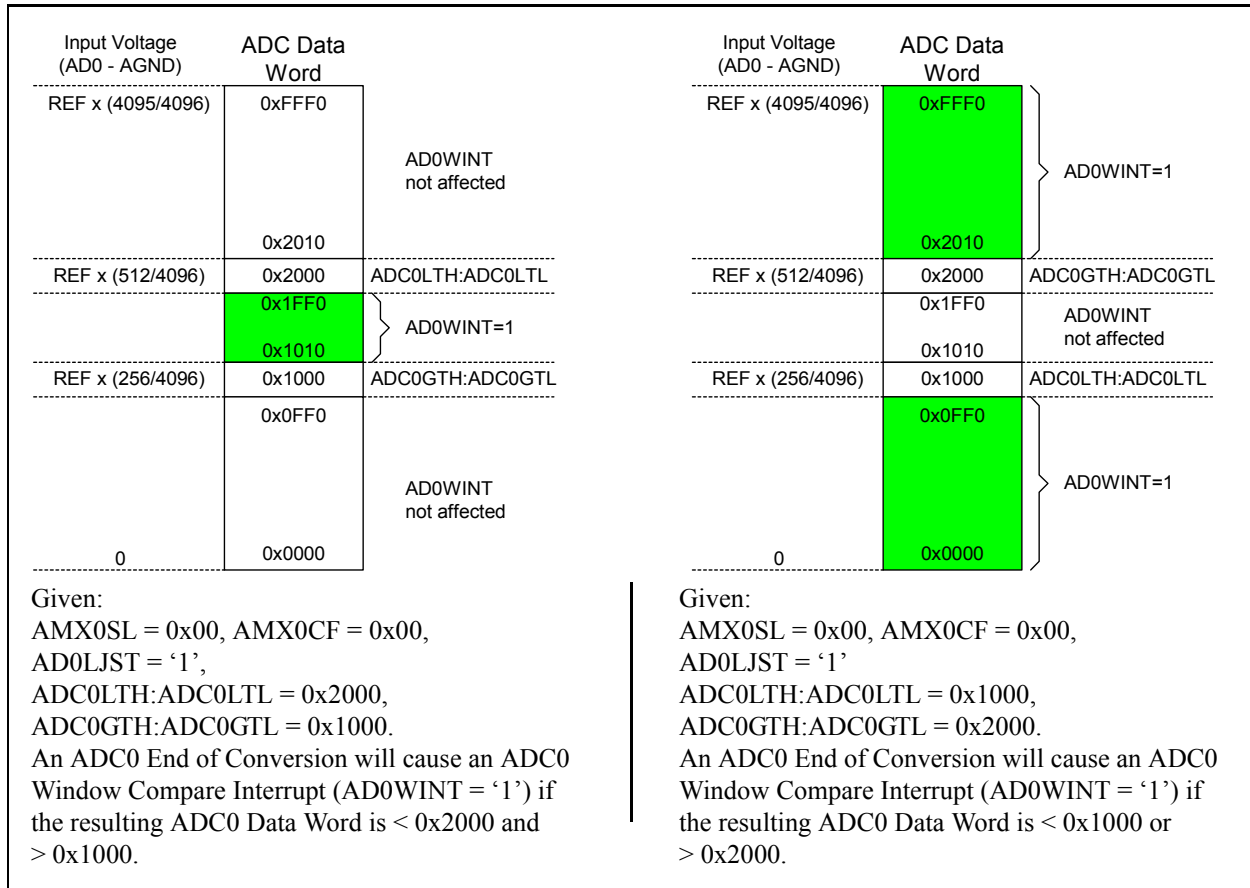 Input Voltage
(AD0 - AGND)
ADC Data
Word
REF x (4095/4096)
0xFFF0
AD0WINT
not affected
0x2010
REF x (512/4096)
0x2000
ADC0LTH:ADC0LTL
0x1FF0
AD0WINT=1
0x1010
REF x (256/4096)
0x1000
ADC0GTH:ADC0GTL
0x0FF0
AD0WINT
not affected
0
0x0000
Given:
AMX0SL = 0x00, AMX0CF = 0x00,
AD0LJST = ‘1’,
ADC0LTH:ADC0LTL = 0x2000,
ADC0GTH:ADC0GTL = 0x1000.
An ADC0 End of Conversion will cause an ADC0
Window Compare Interrupt (AD0WINT = ‘1’) if
the resulting ADC0 Data Word is < 0x2000 and
> 0x1000.
Input Voltage
(AD0 - AGND)
ADC Data
Word
REF x (4095/4096)
0xFFF0
AD0WINT=1
0x2010
REF x (512/4096)
0x2000
ADC0GTH:ADC0GTL
0x1FF0
AD0WINT
not affected
0x1010
REF x (256/4096)
0x1000
ADC0LTH:ADC0LTL
0x0FF0
AD0WINT=1
0
0x0000
Given:
AMX0SL = 0x00, AMX0CF = 0x00,
AD0LJST = ‘1’
ADC0LTH:ADC0LTL = 0x1000,
ADC0GTH:ADC0GTL = 0x2000.
An ADC0 End of Conversion will cause an ADC0
Window Compare Interrupt (AD0WINT = ‘1’) if
the resulting ADC0 Data Word is < 0x1000 or
> 0x2000.